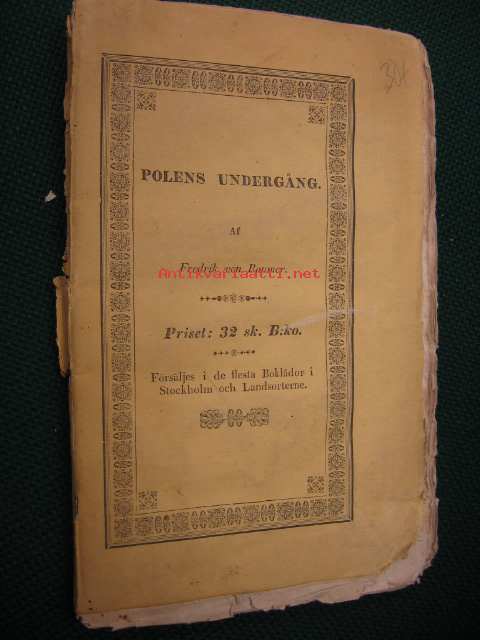 POLENS UNDERGÅNG.
Af
Fredrik von Raumer.
Antikvariaatti.net
Priset: 32 sk. B:ko.
Försäljes i de flesta Boklådor i
Stockholm och Landsorterne.